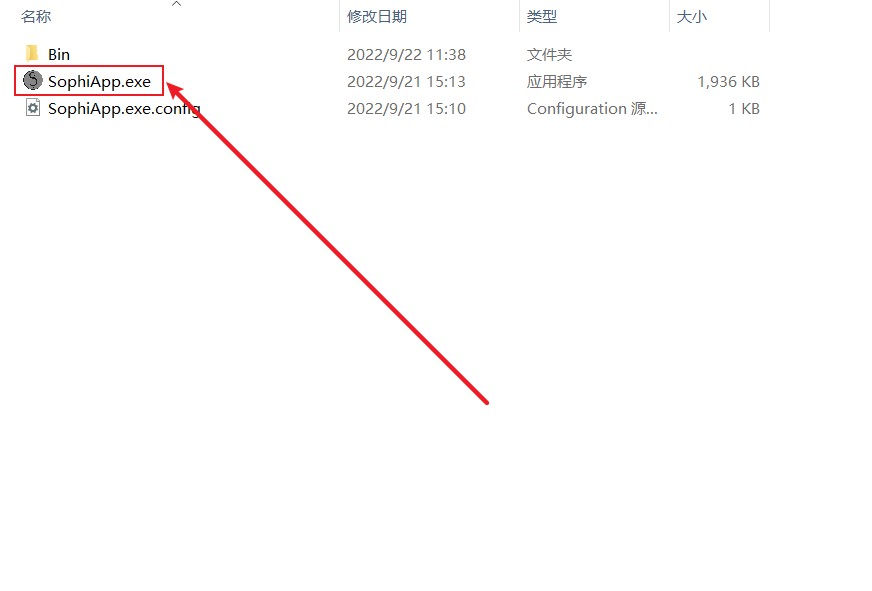 名称 修改日期 类型 大小
Bin 2022/9/22 11:38 文件夹
SophiApp.exe 2022/9/21 15:13 应用程序 1,936 KB
SophiApp.exe.config 2022/9/21 15:10 Configuration 源... 1 KB